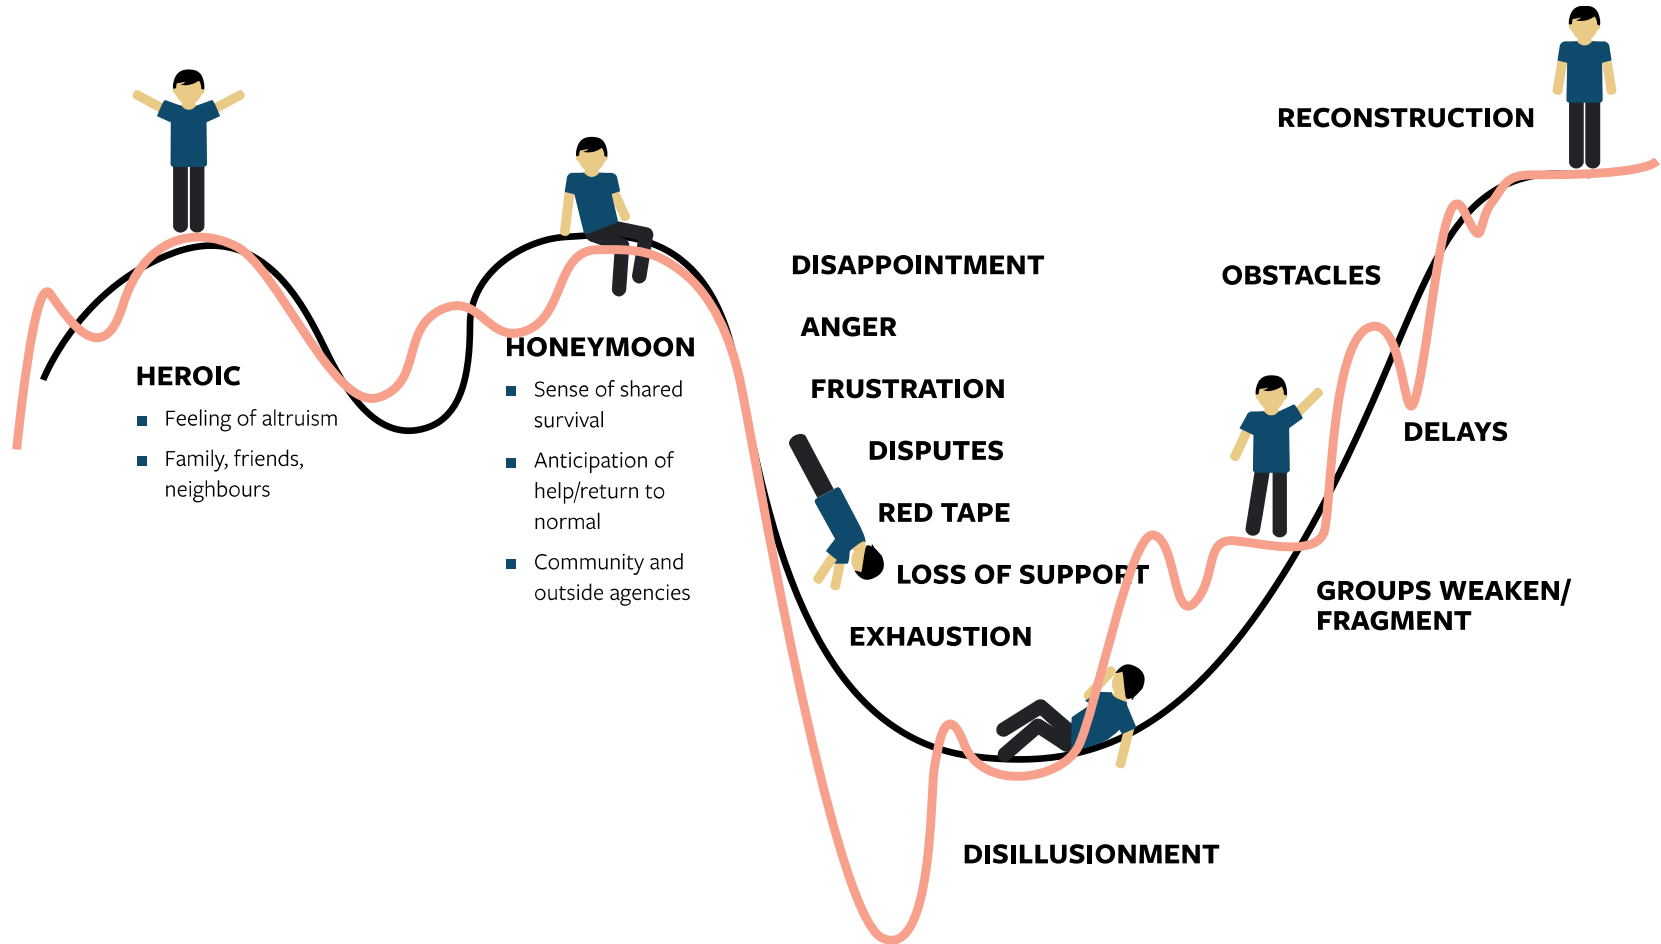 HEROIC
Feeling of altruism
Family, friends,
neighbours
HONEYMOON
Sense of shared
survival
Anticipation of
help/return to
normal
Community and
outside agencies
DISAPPOINTMENT
ANGER
FRUSTRATION
DISPUTES
RED TAPE
LOSS OF SUPPORT
EXHAUSTION
DISILLUSIONMENT
GROUPS WEAKEN/
FRAGMENT
DELAYS
OBSTACLES
RECONSTRUCTION